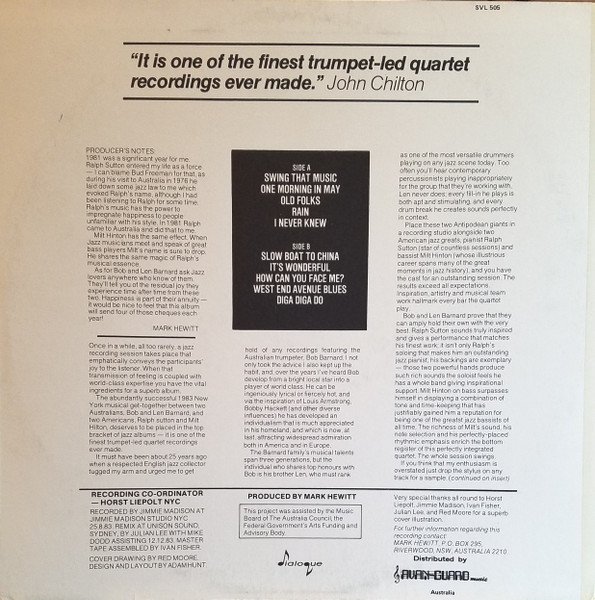 SVL 505
“It is one of the finest trumpet-led quartet
recordings ever made.” John Chilton
PRODUCER'S NOTES:
1981 was a significant year for me.
Ralph Sutton entered my life as a force
— I can blame Bud Freeman for that, as
during his visit to Australia in 1976 he
laid down some jazz law to me which
evoked Ralph's name, although I had
been listening to Ralph for some time.
Ralph's music has the power to
impregnate happiness to people
unfamiliar with his style. In 1981 Ralph
came to Australia and did that to me.
Milt Hinton has the same effect. When
Jazz musicians meet and speak of great
bass players Milt's name is sure to drop.
He shares the same magic of Ralph's
musical essence.
As for Bob and Len Barnard ask Jazz
lovers anywhere who know of them.
They'll tell you of the residual joy they
experience time after time from these
two. Happiness is part of their annuity —
it would be nice to feel that this album
will send four of those cheques each
year!
MARK HEWITT
Once in a while, all too rarely, a jazz
recording session takes place that
emphatically conveys the participants'
joy to the listener. When that
transmission of feeling is coupled with
world-class expertise you have the vital
ingredients for a superb album.
The abundantly successful 1983 New
York musical get-together between two
Australians, Bob and Len Barnard, and
two Americans, Ralph sutton and Milt
Hilton, deserves to be placed in the top
bracket of jazz albums — it is one of the
finest trumpet-led quartet recordings
ever made.
It must have been about 25 years ago
when a respected English jazz collector
tugged my arm and urged me to get
SIDE A
SWING THAT MUSIC
ONE MORNING IN MAY
OLD FOLKS
RAIN
I NEVER KNEW
SIDE B
SLOW BOAT TO CHINA
IT'S WONDERFUL
HOW CAN YOU FACE ME?
WEST END AVENUE BLUES
DIGA DIGA DO
hold of any recordings featuring the
Australian trumpeter, Bob Barnard. I not
only took the advice I also kept up the
habit, and, over the years I've heard Bob
develop from a bright local star into a
player of world class. He can be
ingeniously lyrical or fiercely hot, and
via the inspiration of Louis Armstrong,
Bobby Hackett (and other diverse
influences) he has developed an
individualism that is much appreciated
in his homeland, and which is now, at
last, attracting widespread admiration
both in America and in Europe.
The Barnard family's musical talents
span three generations, but the
individual who shares top honours with
Bob is his brother Len, who must rank
as one of the most versatile drummers
playing on any jazz scene today. Too
often you'll hear contemporary
percussionists playing inappropriately
for the group that they're working with,
Len never does; every fill-in he plays is
both apt and stimulating, and every
drum break he creates sounds perfectly
in context.
Place these two Antipodean giants in
a recording studio alongside two
American jazz greats, pianist Ralph
Sutton (star of countless sessions) and
bassist Milt Hinton (whose illustrious
career spans many of the great
moments in jazz history), and you have
the cast for an outstanding session. The
results exceed all expectations.
Inspiration, artistry and musical team
work hallmark every bar the quartet
play.
Bob and Len Barnard prove that they
can amply hold their own with the very
best. Ralph Sutton sounds truly inspired
and gives a performance that matches
his finest work; it isn't only Ralph's
soloing that makes him an outstanding
jazz pianist, his backings are exemplary
— those two powerful hands produce
such rich sounds the soloist feels he
has a whole band giving inspirational
support. Milt Hinton on bass surpasses
himself in displaying a combination of
tone and time-keeping that has
justifiably gained him a reputation for
being one of the greatest jazz bassists of
all time. The richness of Milt's sound, his
note selection and his perfectly-placed
rhythmic emphasis enrich the bottom
register of this perfectly integrated
quartet. The whole session swings.
If you think that my enthusiasm is
overstated just drop the stylus on any
track for a sample. (continued on insert)
RECORDING CO-ORDINATOR
— HORST LIEPOLT NYC
RECORDED BY JIMMIE MADISON AT
JIMMIE MADISON STUDIO NYC
25.8.83. REMIX AT UNISON SOUND,
SYDNEY, BY JULIAN LEE WITH MIKE
DODD ASSISTING 12.12.83. MASTER
TAPE ASSEMBLED BY IVAN FISHER.
COVER DRAWING BY RED MOORE.
DESIGN AND LAYOUT BY ADAM HUNT
PRODUCED BY MARK HEWITT
This project was assisted by the Music
Board of The Australia Council, the
Federal Government's Arts Funding and
Advisory Body.
dialogue
Very special thanks all round to Horst
Liepolt, Jimmie Madison, Ivan Fisher,
Julian Lee, and Red Moore for a superb
cover illustration.
For further information regarding this
recording contact:
MARK HEWITT, P.O. BOX 295,
RIVERWOOD, NSW, AUSTRALIA 2210.
Distributed by
AVAN-GUARD music
Australia